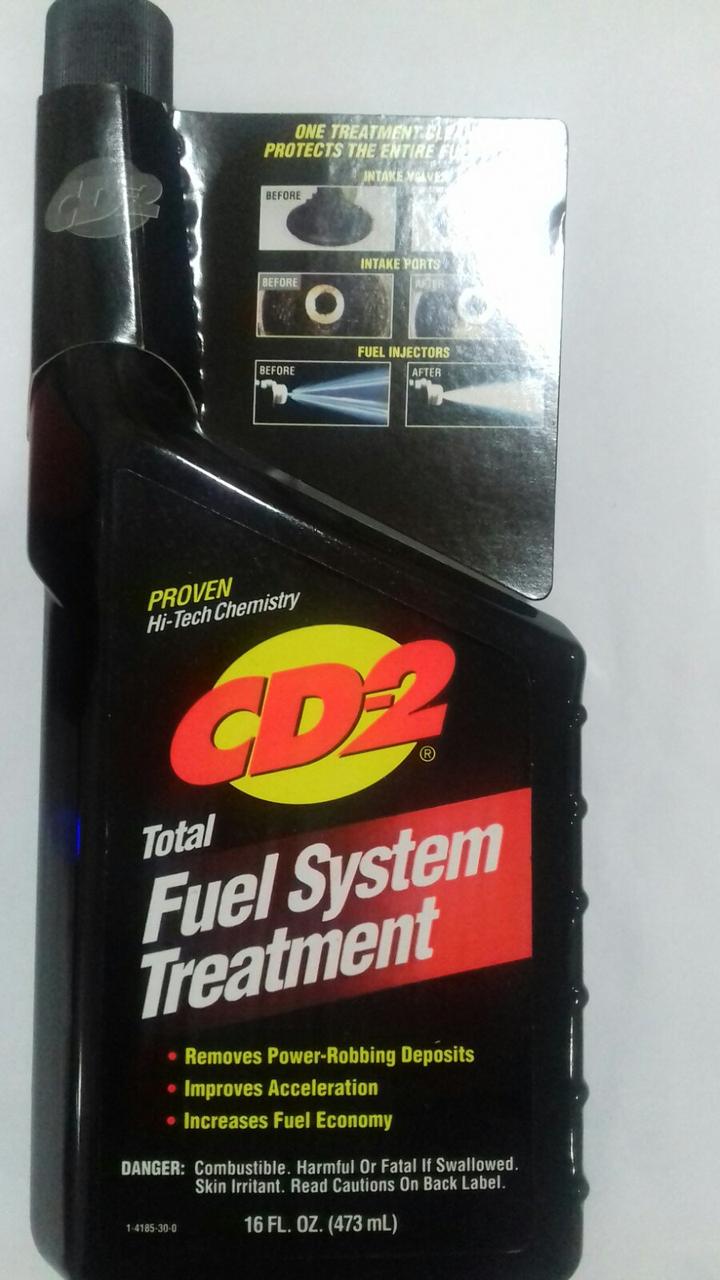 CD-2
ONE TREATMENT
PROTECTS THE ENTIRE
INTAKE VALVES
BEFORE
INTAKE PORTS
BEFORE
AFTER
FUEL INJECTORS
BEFORE
AFTER
PROVEN
Hi-Tech Chemistry
CD-2®
Total
Fuel System
Treatment
• Removes Power-Robbing Deposits
• Improves Acceleration
• Increases Fuel Economy
DANGER: Combustible. Harmful Or Fatal If Swallowed.
Skin Irritant. Read Cautions On Back Label.
1-4185-30-0
16 FL. OZ. (473 mL)